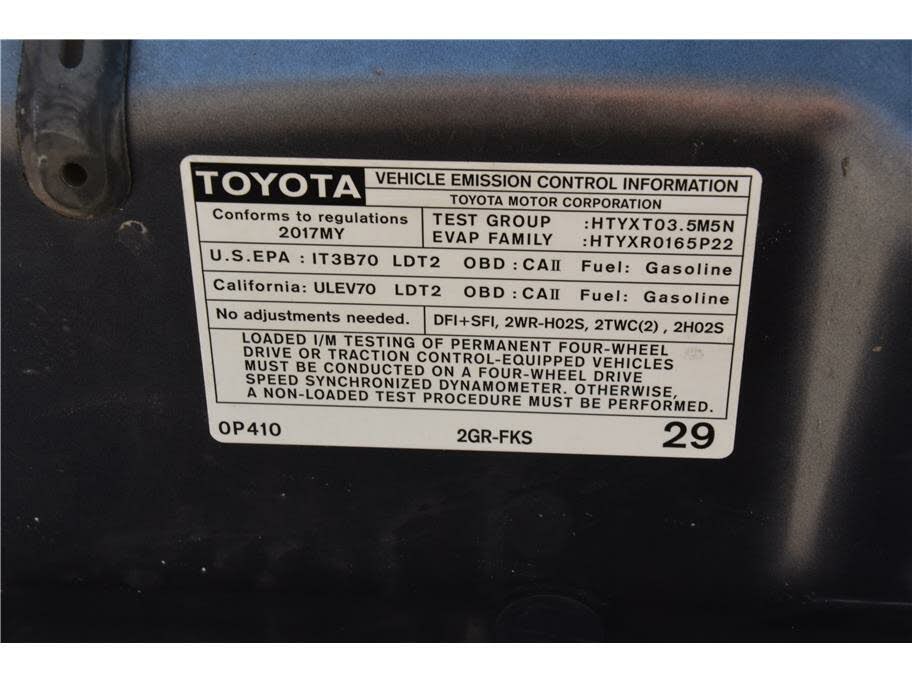 TOYOTA VEHICLE EMISSION CONTROL INFORMATION
TOYOTA MOTOR CORPORATION
Conforms to regulations
2017MY
TEST GROUP :HTYXT03.5M5N
EVAP FAMILY :HTYXR0165P22
U.S.EPA : IT3B70 LDT2 OBD : CAII Fuel: Gasoline
California: ULEV70 LDT2 OBD : CAII Fuel: Gasoline
No adjustments needed. DFI+SFI, 2WR-HO2S, 2TWC(2) , 2HO2S
LOADED I/M TESTING OF PERMANENT FOUR-WHEEL
DRIVE OR TRACTION CONTROL-EQUIPPED VEHICLES
MUST BE CONDUCTED ON A FOUR-WHEEL DRIVE
SPEED SYNCHRONIZED DYNAMOMETER. OTHERWISE,
A NON-LOADED TEST PROCEDURE MUST BE PERFORMED.
0P410 2GR-FKS 29